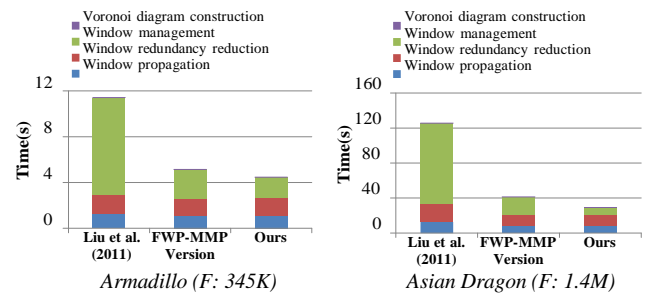 Voronoi diagram construction
Window management
Window redundancy reduction
Window propagation
12
8
4
0
Time(s)
Liu et al. (2011)
FWP-MMP Version
Ours
Armadillo (F: 345K)
Voronoi diagram construction
Window management
Window redundancy reduction
Window propagation
160
120
80
40
0
Time(s)
Liu et al. (2011)
FWP-MMP Version
Ours
Asian Dragon (F: 1.4M)